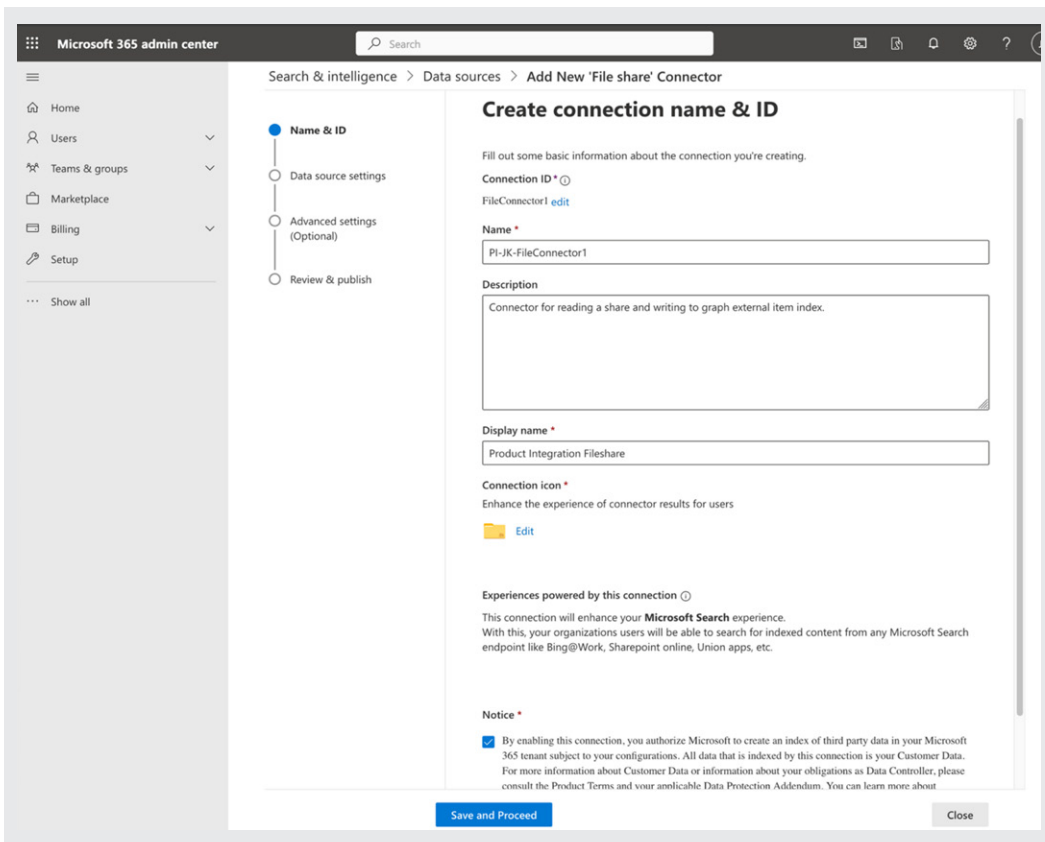 Microsoft 365 admin center
Search
?
Search & intelligence > Data sources > Add New 'File share' Connector
Home
Users
Teams & groups
Marketplace
Billing
Setup
Show all
Name & ID
Data source settings
Advanced settings
(Optional)
Review & publish
Create connection name & ID
Fill out some basic information about the connection you're creating.
Connection ID *
FileConnector1 edit
Name *
PI-JK-FileConnector1
Description
Connector for reading a share and writing to graph external item index.
Display name *
Product Integration Fileshare
Connection icon *
Enhance the experience of connector results for users
Edit
Experiences powered by this connection
This connection will enhance your Microsoft Search experience.
With this, your organizations users will be able to search for indexed content from any Microsoft Search
endpoint like Bing@Work, Sharepoint online, Union apps, etc.
Notice *
By enabling this connection, you authorize Microsoft to create an index of third party data in your Microsoft
365 tenant subject to your configurations. All data that is indexed by this connection is your Customer Data.
For more information about Customer Data or information about your obligations as Data Controller, please
consult the Product Terms and your applicable Data Protection Addendum. You can learn more about
Save and Proceed
Close